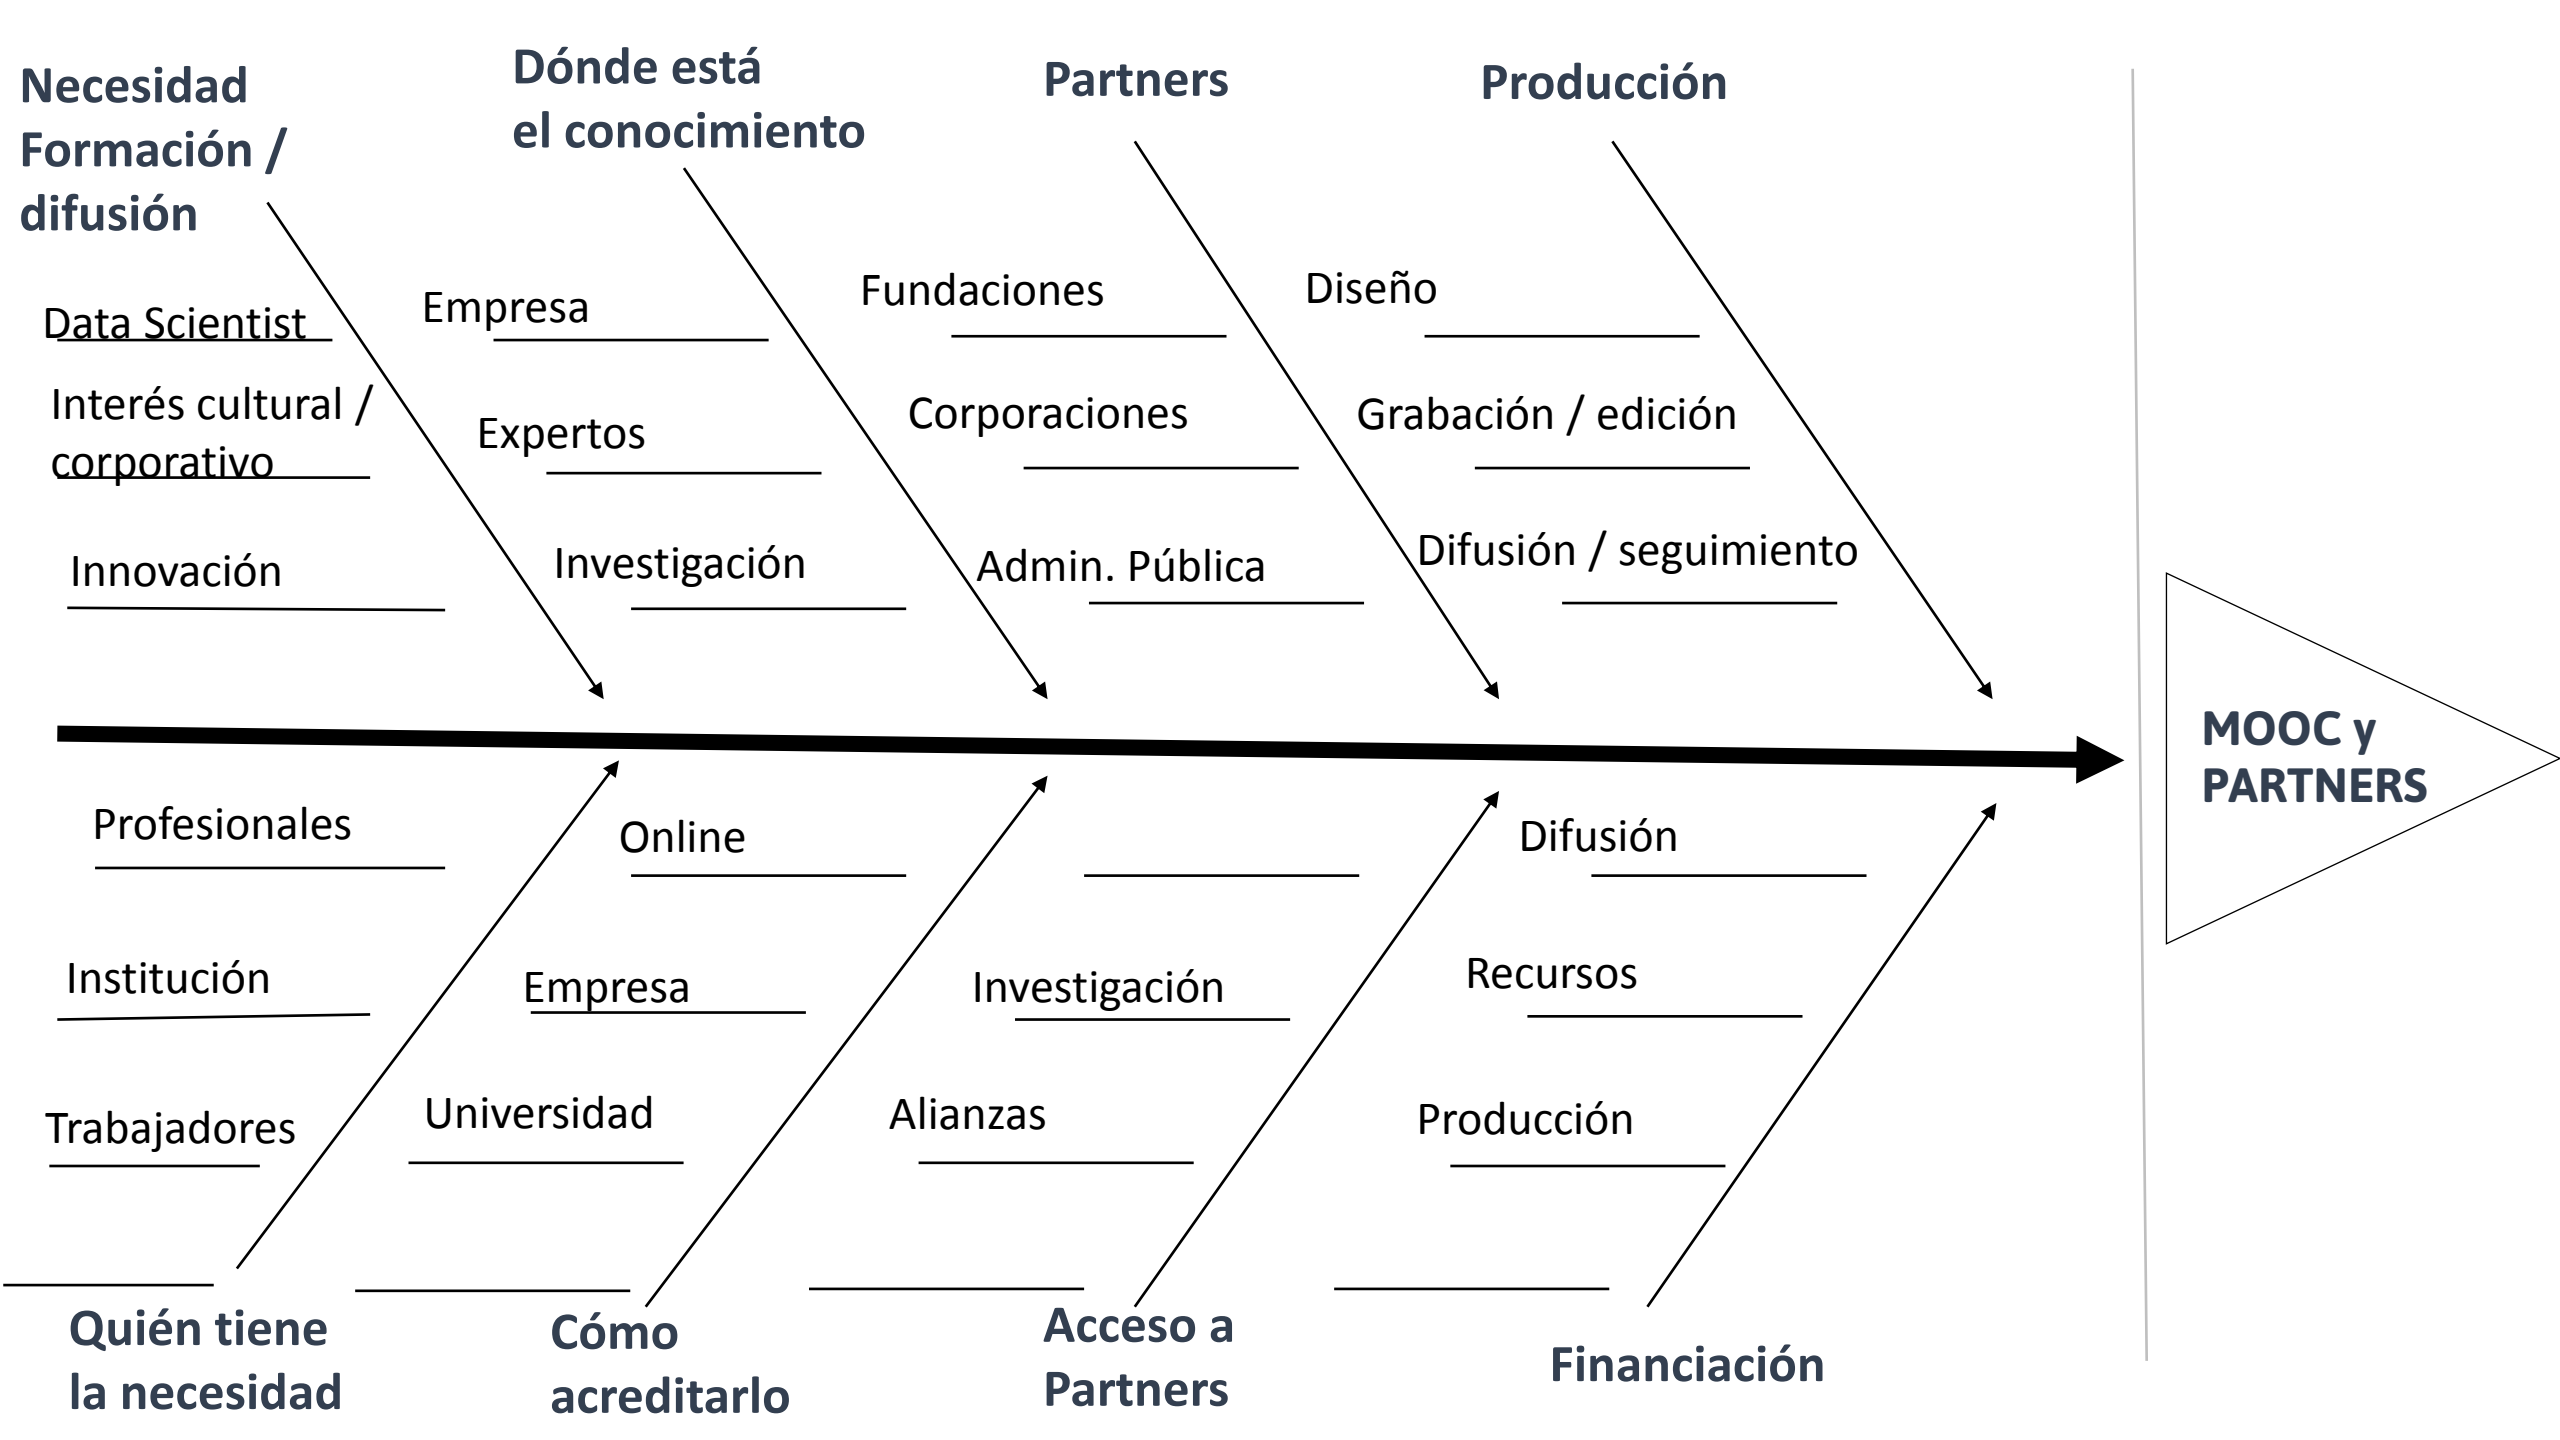 Necesidad
Formación /
difusión
Dónde está
el conocimiento
Partners
Producción
Data Scientist
Interés cultural /
corporativo
Innovación
Empresa
Expertos
Investigación
Fundaciones
Corporaciones
Admin. Pública
Diseño
Grabación / edición
Difusión / seguimiento
MOOC y
PARTNERS
Profesionales
Institución
Trabajadores
Online
Empresa
Universidad
Investigación
Alianzas
Difusión
Recursos
Producción
Quién tiene
la necesidad
Cómo
acreditarlo
Acceso a
Partners
Financiación